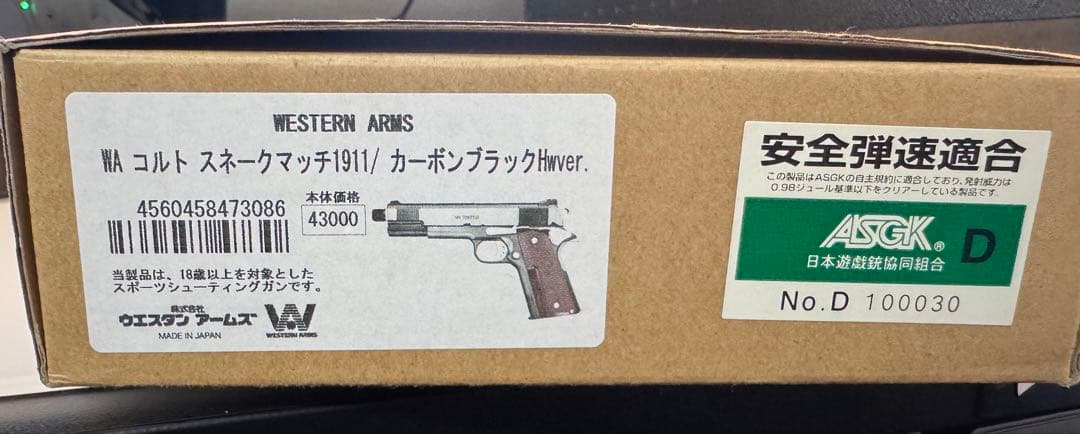 WESTERN ARMS
WA コルト スネークマッチ1911/ カーボンブラックHwver.
4560458473086
本体価格
43000
当製品は、18歳以上を対象とした
スポーツシューティングガンです。
株式会社
ウエスタン アームズ
MADE IN JAPAN
WA
WESTERN ARMS
安全弾速適合
この製品はASGKの自主規約に適合しており、発射威力は
0.98ジュール基準以下をクリアーしている製品です。
ASGK® D
日本遊戯銃協同組合
No.D 100030